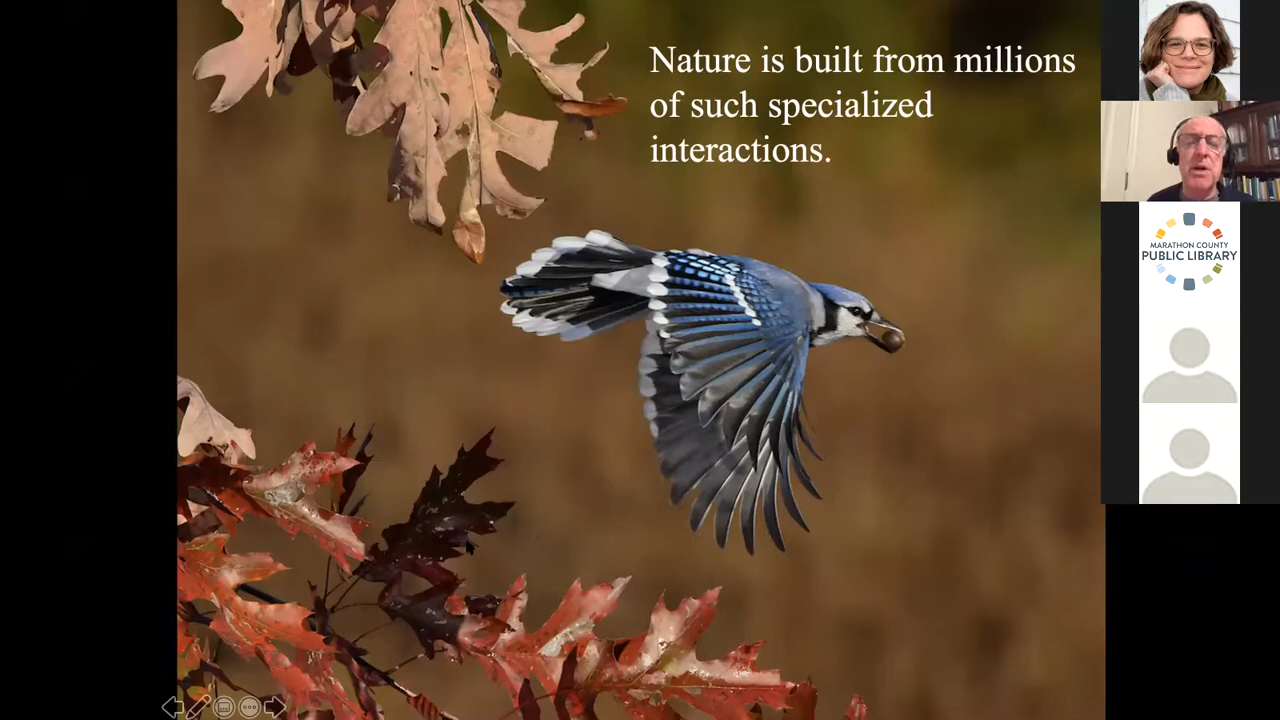 Nature is built from millions
of such specialized
interactions.
MARATHON COUNTY
PUBLIC LIBRARY